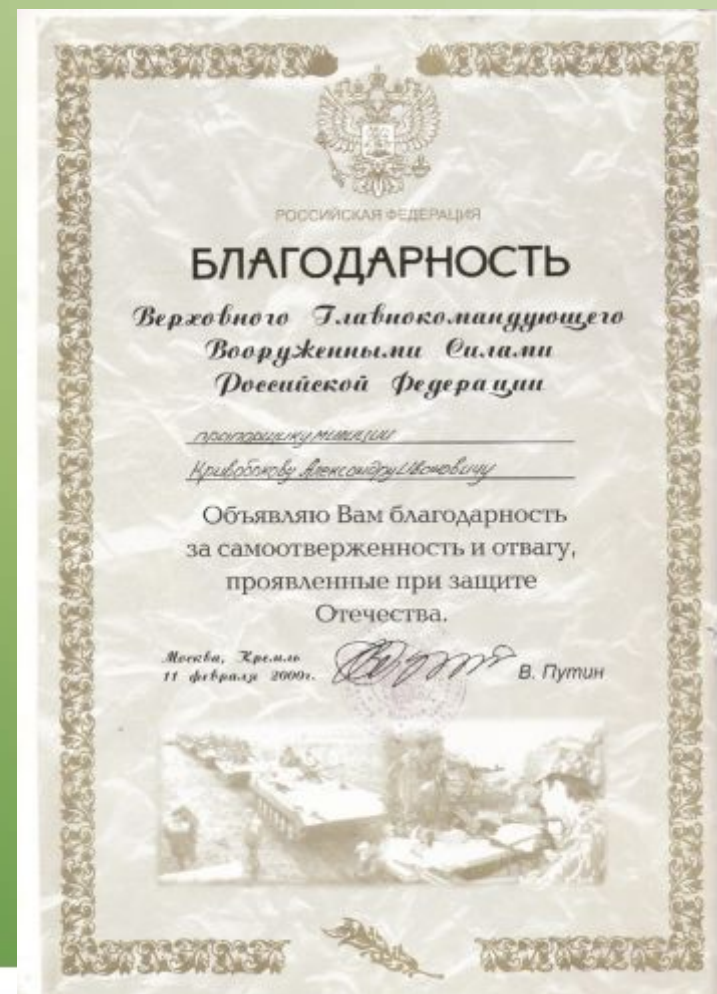 РОССИЙСКАЯ ФЕДЕРАЦИЯ
БЛАГОДАРНОСТЬ
Верховного Главнокомандующего
Вооруженными Силами
Российской Федерации
прапорщику милиции
Кривобокову Александру Ивановичу
Объявляю Вам благодарность
за самоотверженность и отвагу,
проявленные при защите
Отечества.
Москва, Кремль
11 февраля 2000г.
В. Путин